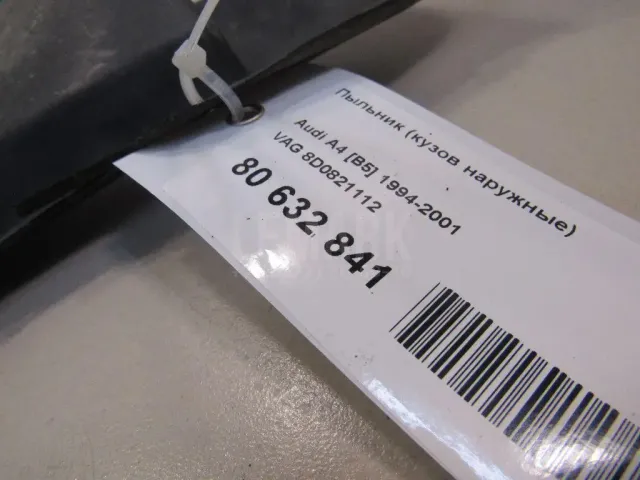 Пыльник (кузов наружные)
Audi A4 [B5] 1994-2001
VAG 8D0821112
80 632 841